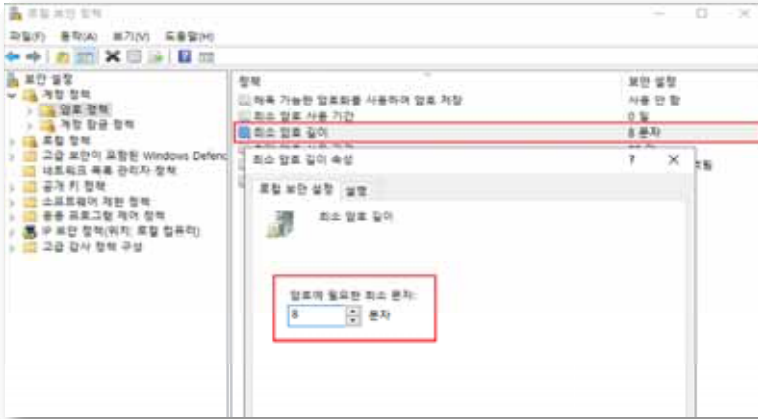 로컬 보안 정책
파일(F) 동작(A) 보기(V) 도움말(H)
보안 설정
계정 정책
암호 정책
계정 잠금 정책
로컬 정책
고급 보안이 포함된 Windows Defenc
네트워크 목록 관리자 정책
공개 키 정책
소프트웨어 제한 정책
응용 프로그램 제어 정책
IP 보안 정책(위치: 로컬 컴퓨터)
고급 감사 정책 구성
정책 보안 설정
해독 가능한 암호화를 사용하여 암호 저장 사용 안 함
최소 암호 사용 기간 0 일
최소 암호 길이 8 문자
최소 암호 길이 속성 ? ×
로컬 보안 설정 설명
최소 암호 길이
암호에 필요한 최소 문자:
8 문자